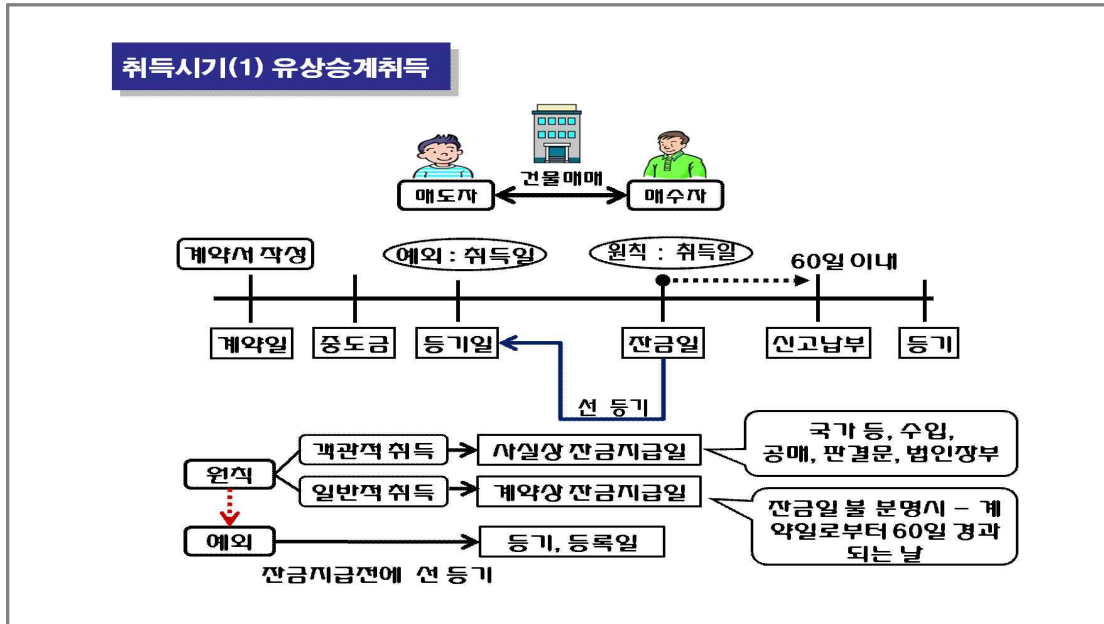 취득시기(1) 유상승계취득
건물매매
매도자
매수자
계약서 작성
예외 : 취득일
원칙 : 취득일
60일 이내
계약일
중도금
등기일
잔금일
신고납부
등기
선 등기
원칙
객관적 취득
사실상 잔금지급일
국가 등, 수입,
공매, 판결문, 법인장부
일반적 취득
계약상 잔금지급일
잔금일 불 분명시 – 계
약일로부터 60일 경과
되는 날
예외
등기, 등록일
잔금지급전에 선 등기